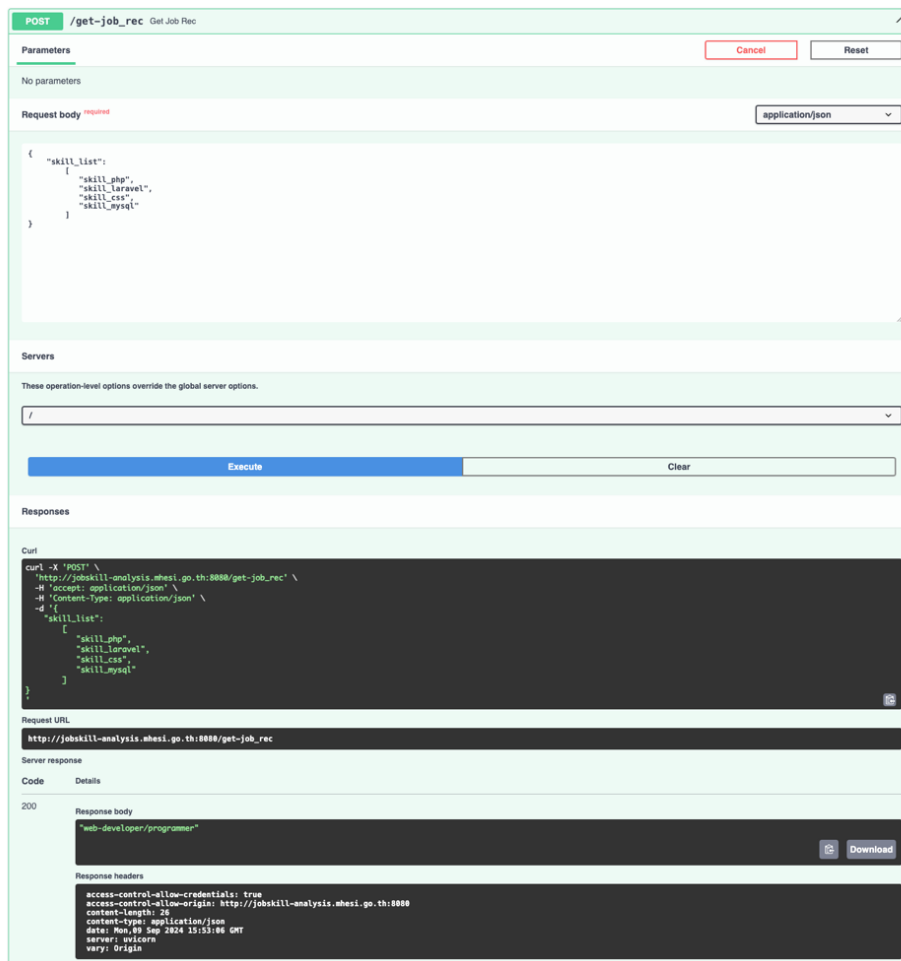 POST /get-job_rec Get Job Rec
Parameters
Cancel
Reset
No parameters
Request body required
application/json
{
"skill_list":
[
"skill_php",
"skill_laravel",
"skill_css",
"skill_mysql"
]
}
Servers
These operation-level options override the global server options.
/
Execute
Clear
Responses
Curl
curl -X 'POST' \
'http://jobskill-analysis.mhesi.go.th:8080/get-job_rec' \
-H 'accept: application/json' \
-H 'Content-Type: application/json' \
-d '{
"skill_list":
[
"skill_php",
"skill_laravel",
"skill_css",
"skill_mysql"
]
}
'
Request URL
http://jobskill-analysis.mhesi.go.th:8080/get-job_rec
Server response
Code Details
200
Response body
"web-developer/programmer"
Download
Response headers
access-control-allow-credentials: true
access-control-allow-origin: http://jobskill-analysis.mhesi.go.th:8080
content-length: 26
content-type: application/json
date: Mon,09 Sep 2024 15:53:06 GMT
server: uvicorn
vary: Origin